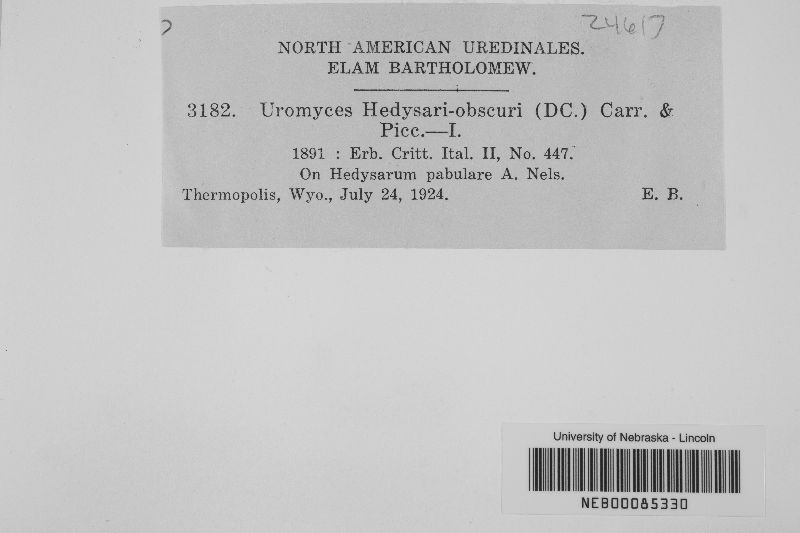 24617
NORTH AMERICAN UREDINALES.
ELAM BARTHOLOMEW.
3182. Uromyces Hedysari-obscuri (DC.) Carr. &
Picc.—I.
1891 : Erb. Critt. Ital. II, No. 447.
On Hedysarum pabulare A. Nels.
Thermopolis, Wyo., July 24, 1924. E. B.
University of Nebraska - Lincoln
NEB00085330